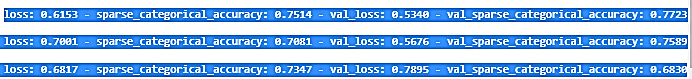 loss: 0.6153 - sparse_categorical_accuracy: 0.7514 - val_loss: 0.5340 - val_sparse_categorical_accuracy: 0.7723
loss: 0.7001 - sparse_categorical_accuracy: 0.7081 - val_loss: 0.5676 - val_sparse_categorical_accuracy: 0.7589
loss: 0.6817 - sparse_categorical_accuracy: 0.7347 - val_loss: 0.7895 - val_sparse_categorical_accuracy: 0.6830